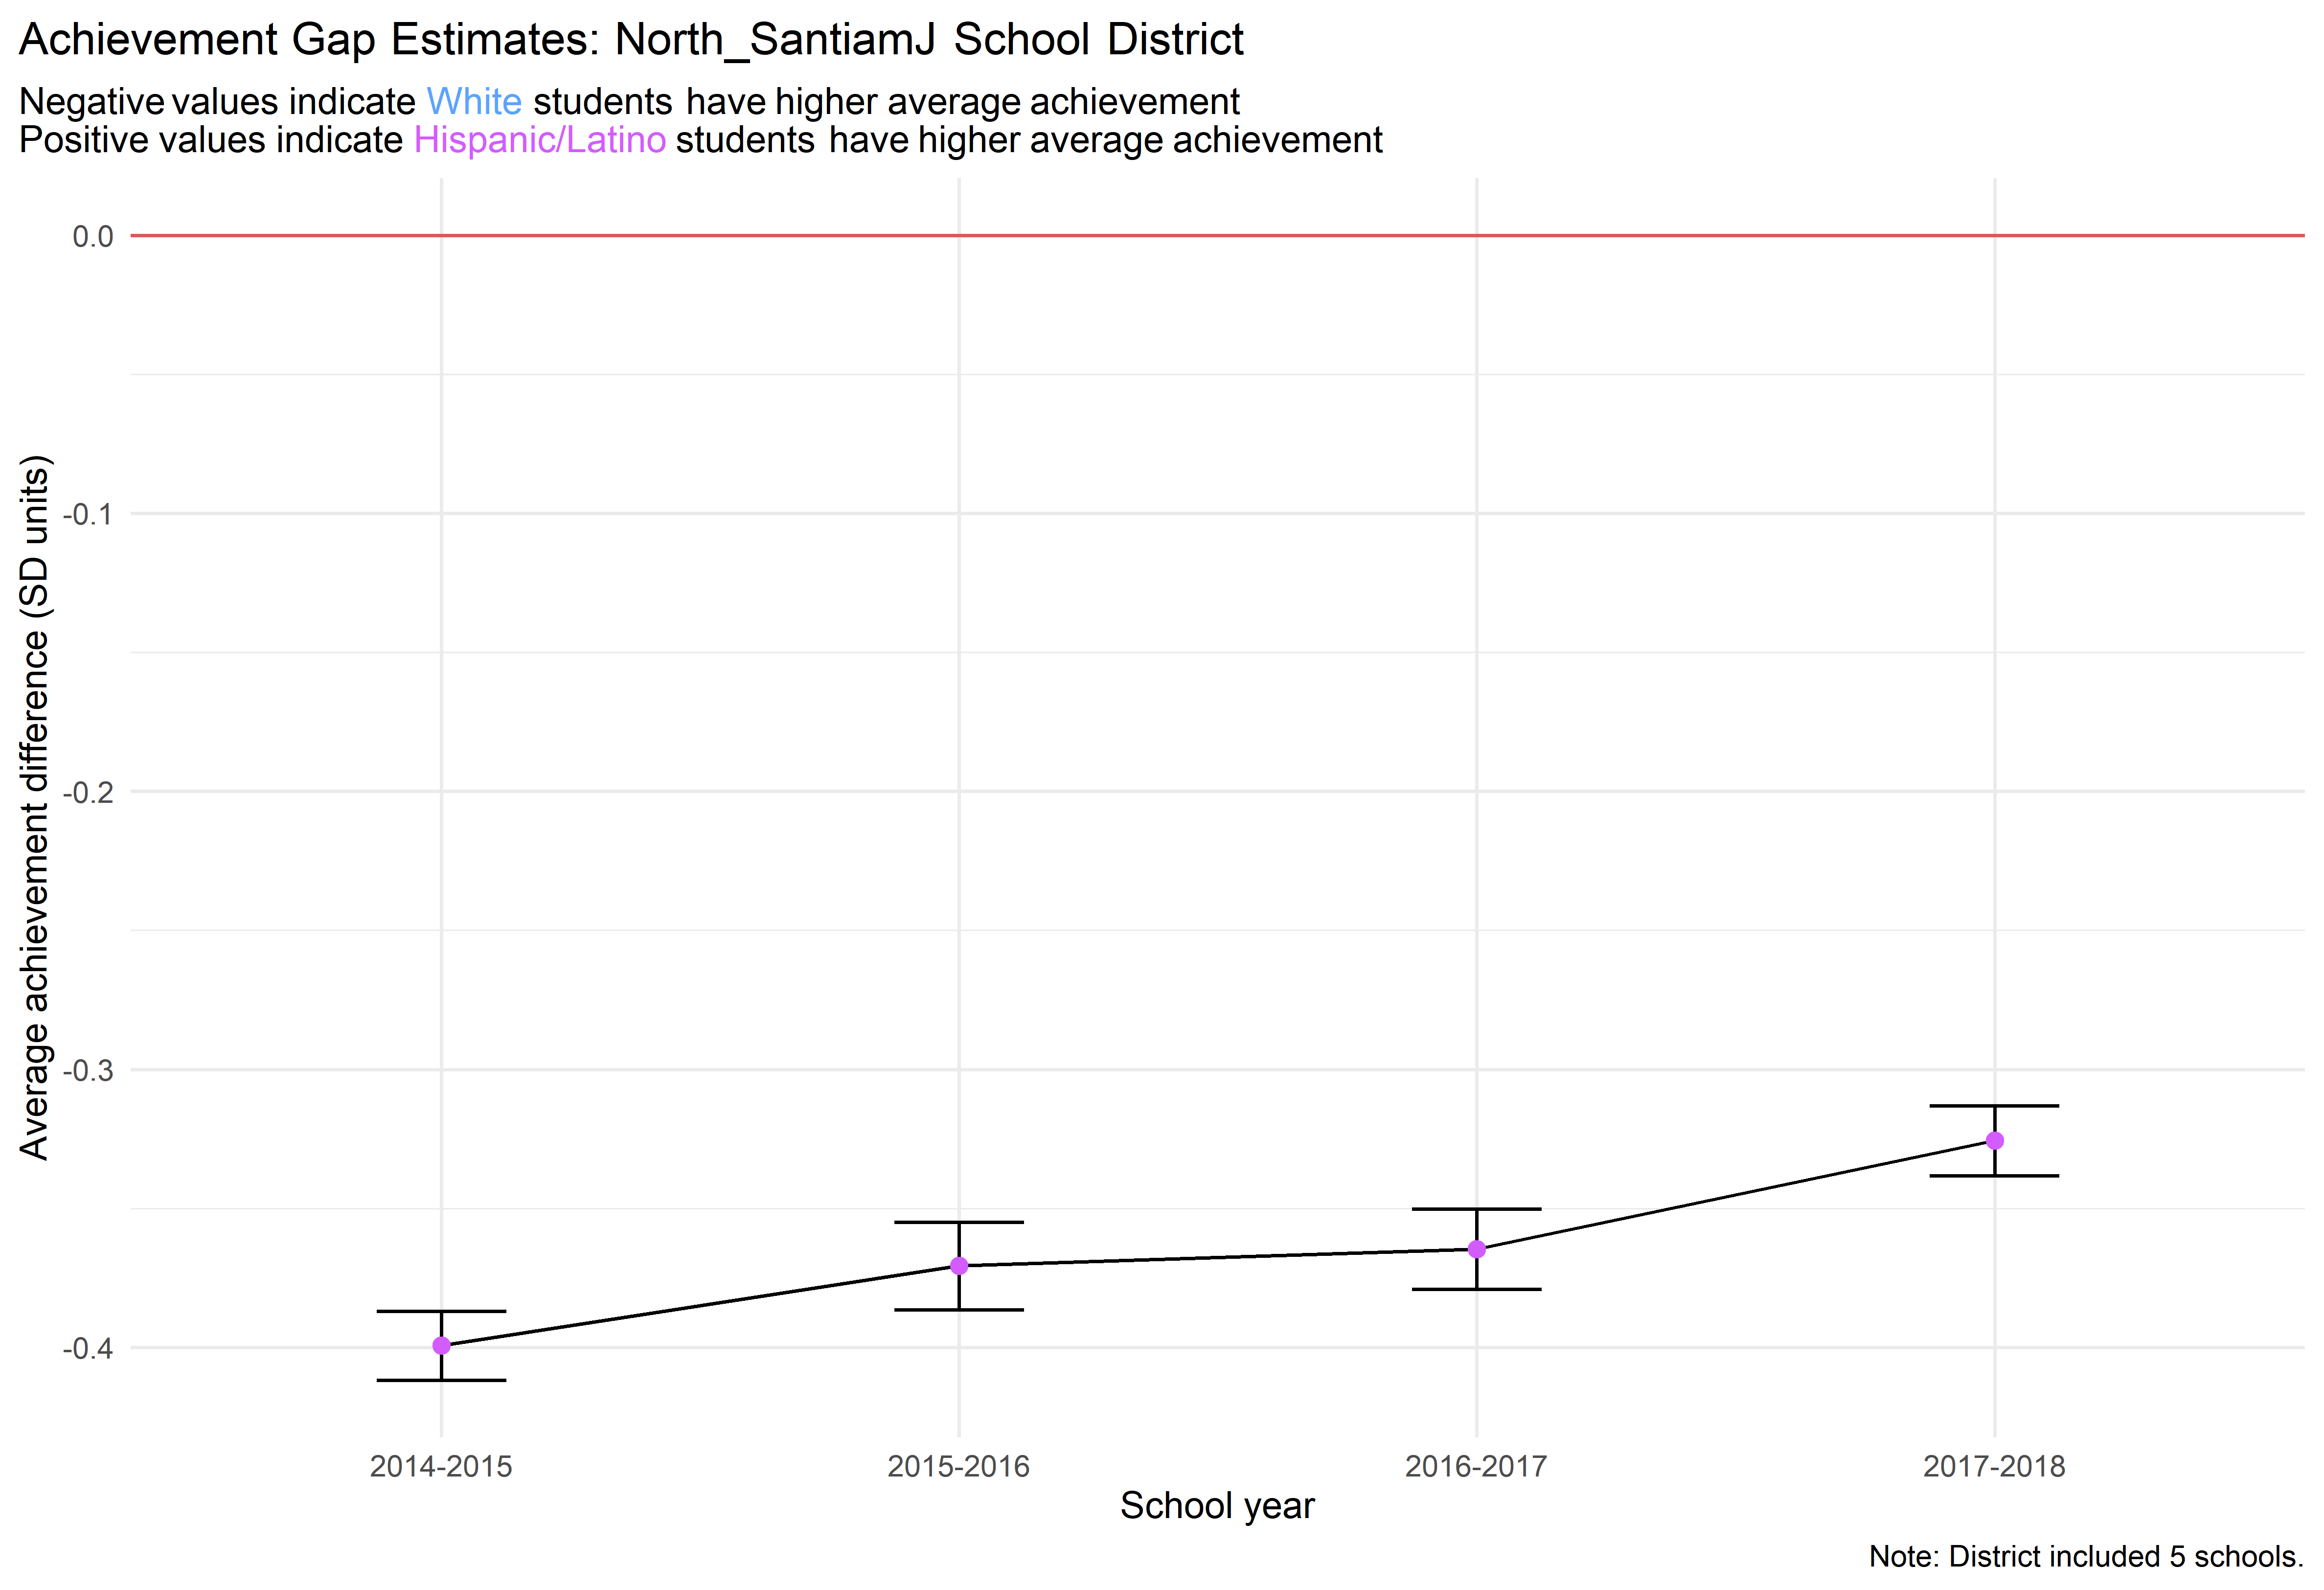 Achievement Gap Estimates: North_SantiamJ School District
Negative values indicate White students have higher average achievement
Positive values indicate Hispanic/Latino students have higher average achievement
Average achievement difference (SD units)
0.0
-0.1
-0.2
-0.3
-0.4
2014-2015
2015-2016
2016-2017
2017-2018
School year
Note: District included 5 schools.